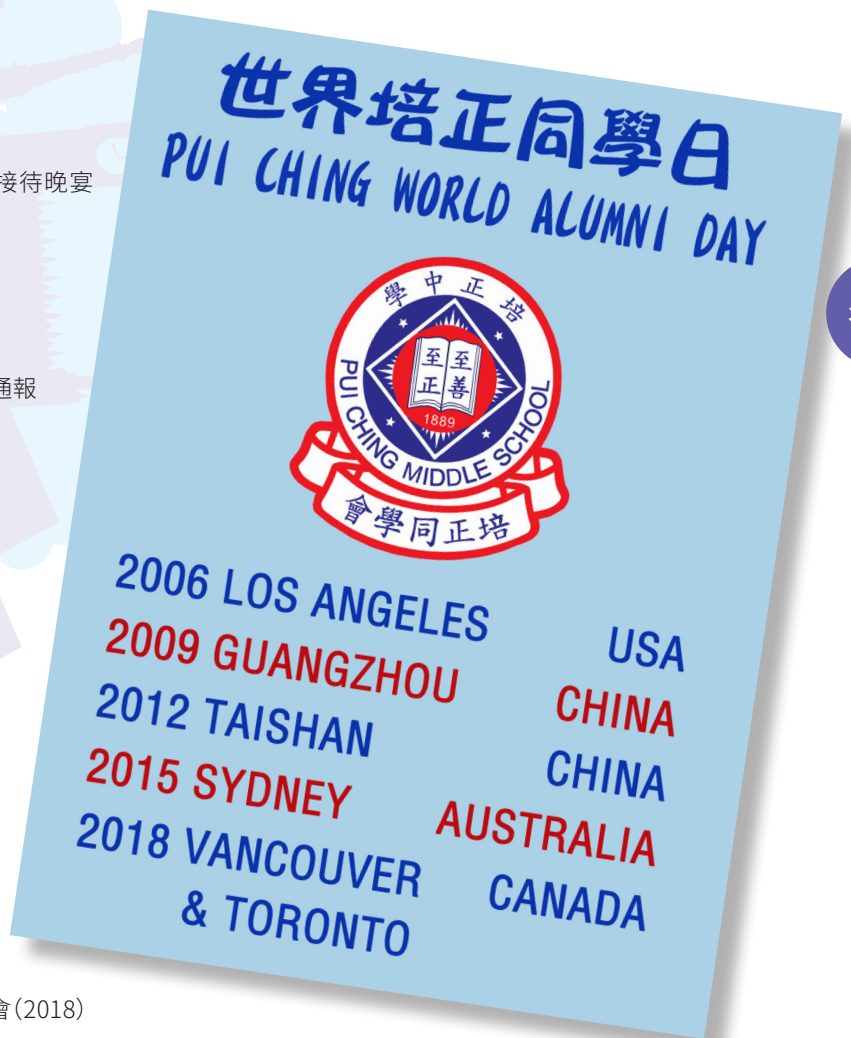 接待晚宴
通報
會(2018)
世界培正同學日
PUI CHING WORLD ALUMNI DAY
學中正培
至至
正善
1889
PUI CHING MIDDLE SCHOOL
會學同正培
2006 LOS ANGELES USA
2009 GUANGZHOU CHINA
2012 TAISHAN CHINA
2015 SYDNEY AUSTRALIA
2018 VANCOUVER CANADA
& TORONTO